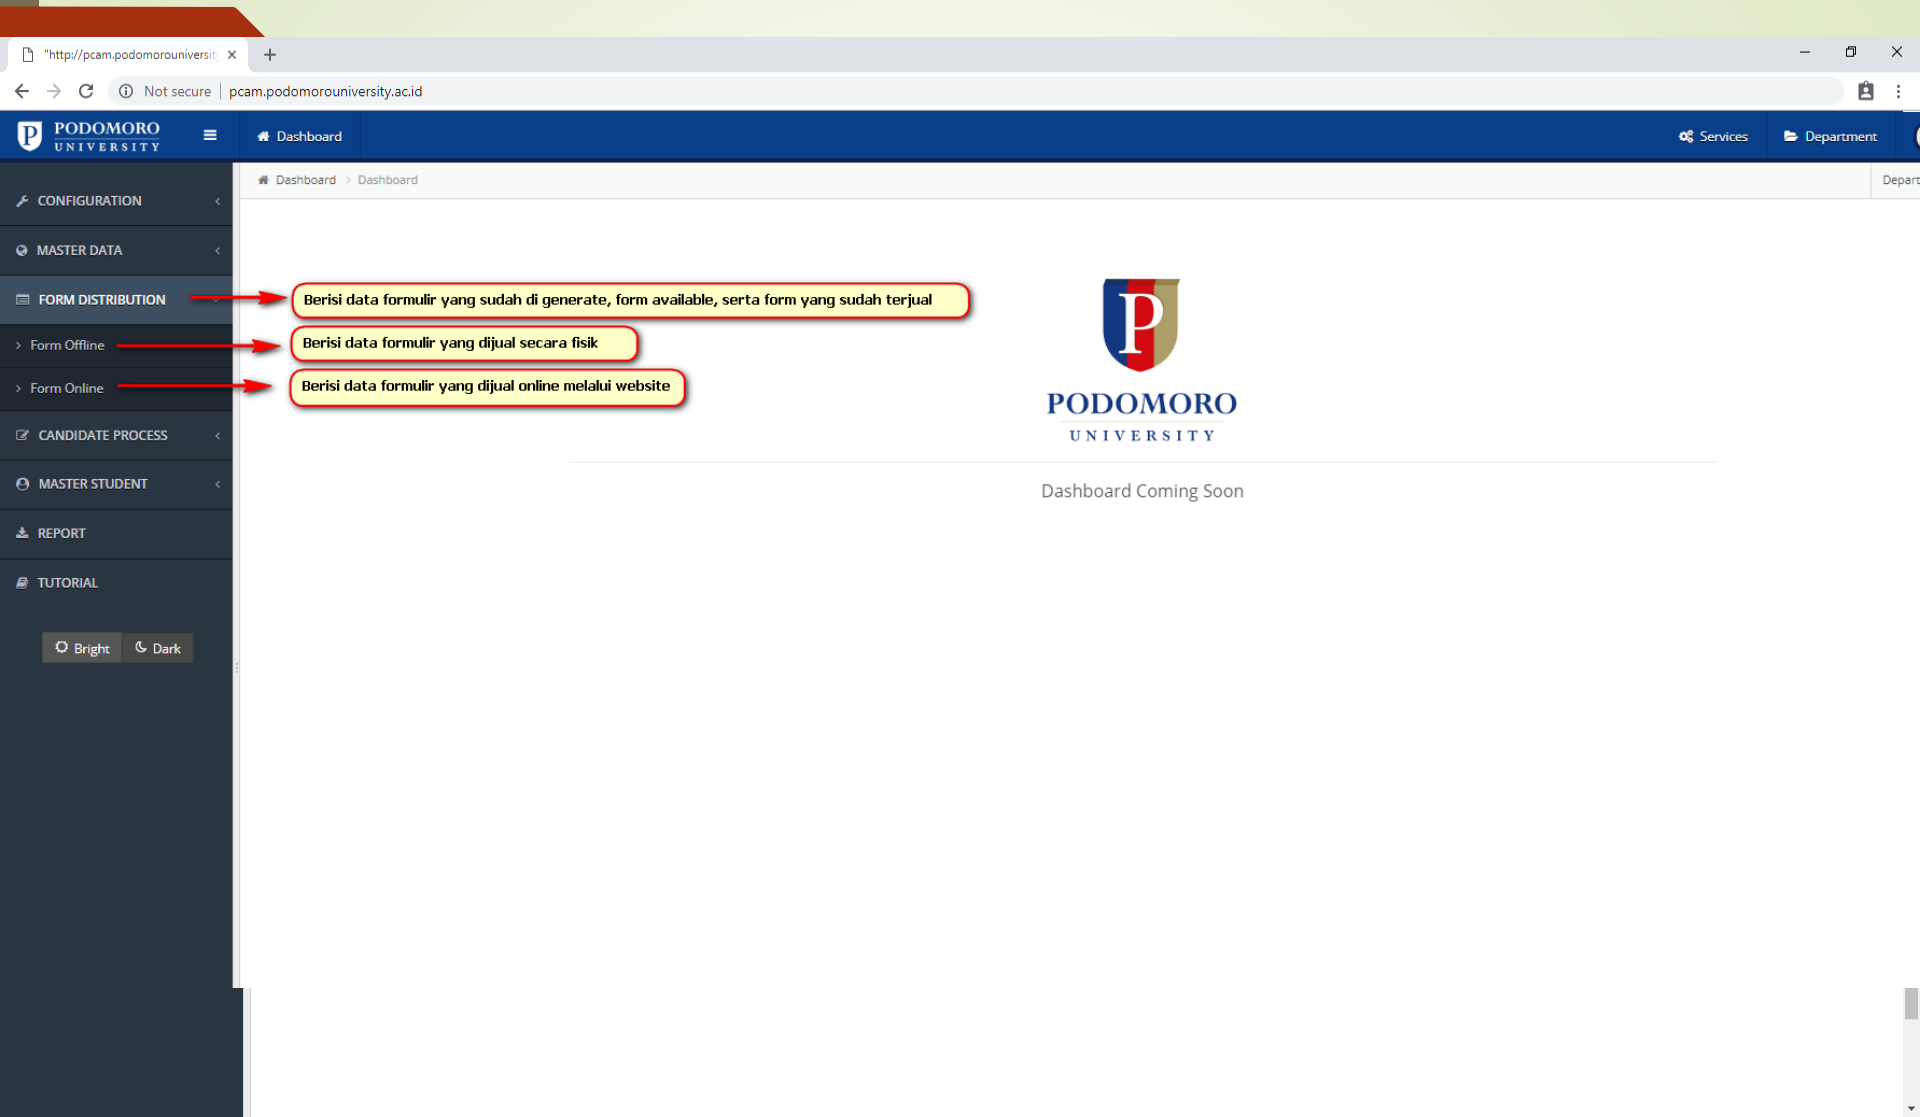 "http://pcam.podomorouniversit
Not secure | pcam.podomorouniversity.ac.id
PODOMORO
UNIVERSITY
Dashboard
Services
Department
Dashboard > Dashboard
Depart
CONFIGURATION
MASTER DATA
FORM DISTRIBUTION
Berisi data formulir yang sudah di generate, form available, serta form yang sudah terjual
Form Offline
Berisi data formulir yang dijual secara fisik
Form Online
Berisi data formulir yang dijual online melalui website
CANDIDATE PROCESS
MASTER STUDENT
REPORT
TUTORIAL
Bright
Dark
P
PODOMORO
UNIVERSITY
Dashboard Coming Soon